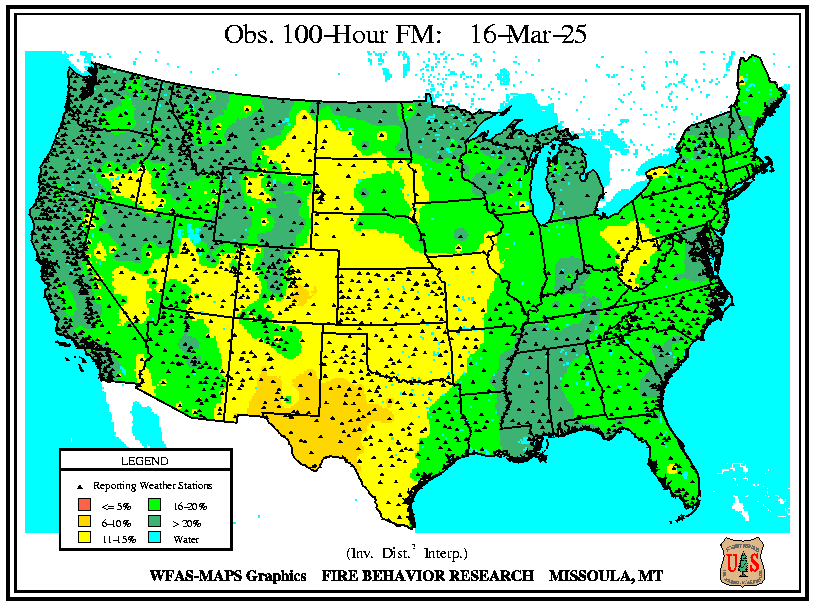 Obs. 100-Hour FM: 16-Mar-25
LEGEND
Reporting Weather Stations
<= 5% 16-20%
6-10% > 20%
11-15% Water
(Inv. Dist.² Interp.)
WFAS-MAPS Graphics FIRE BEHAVIOR RESEARCH MISSOULA, MT
U S